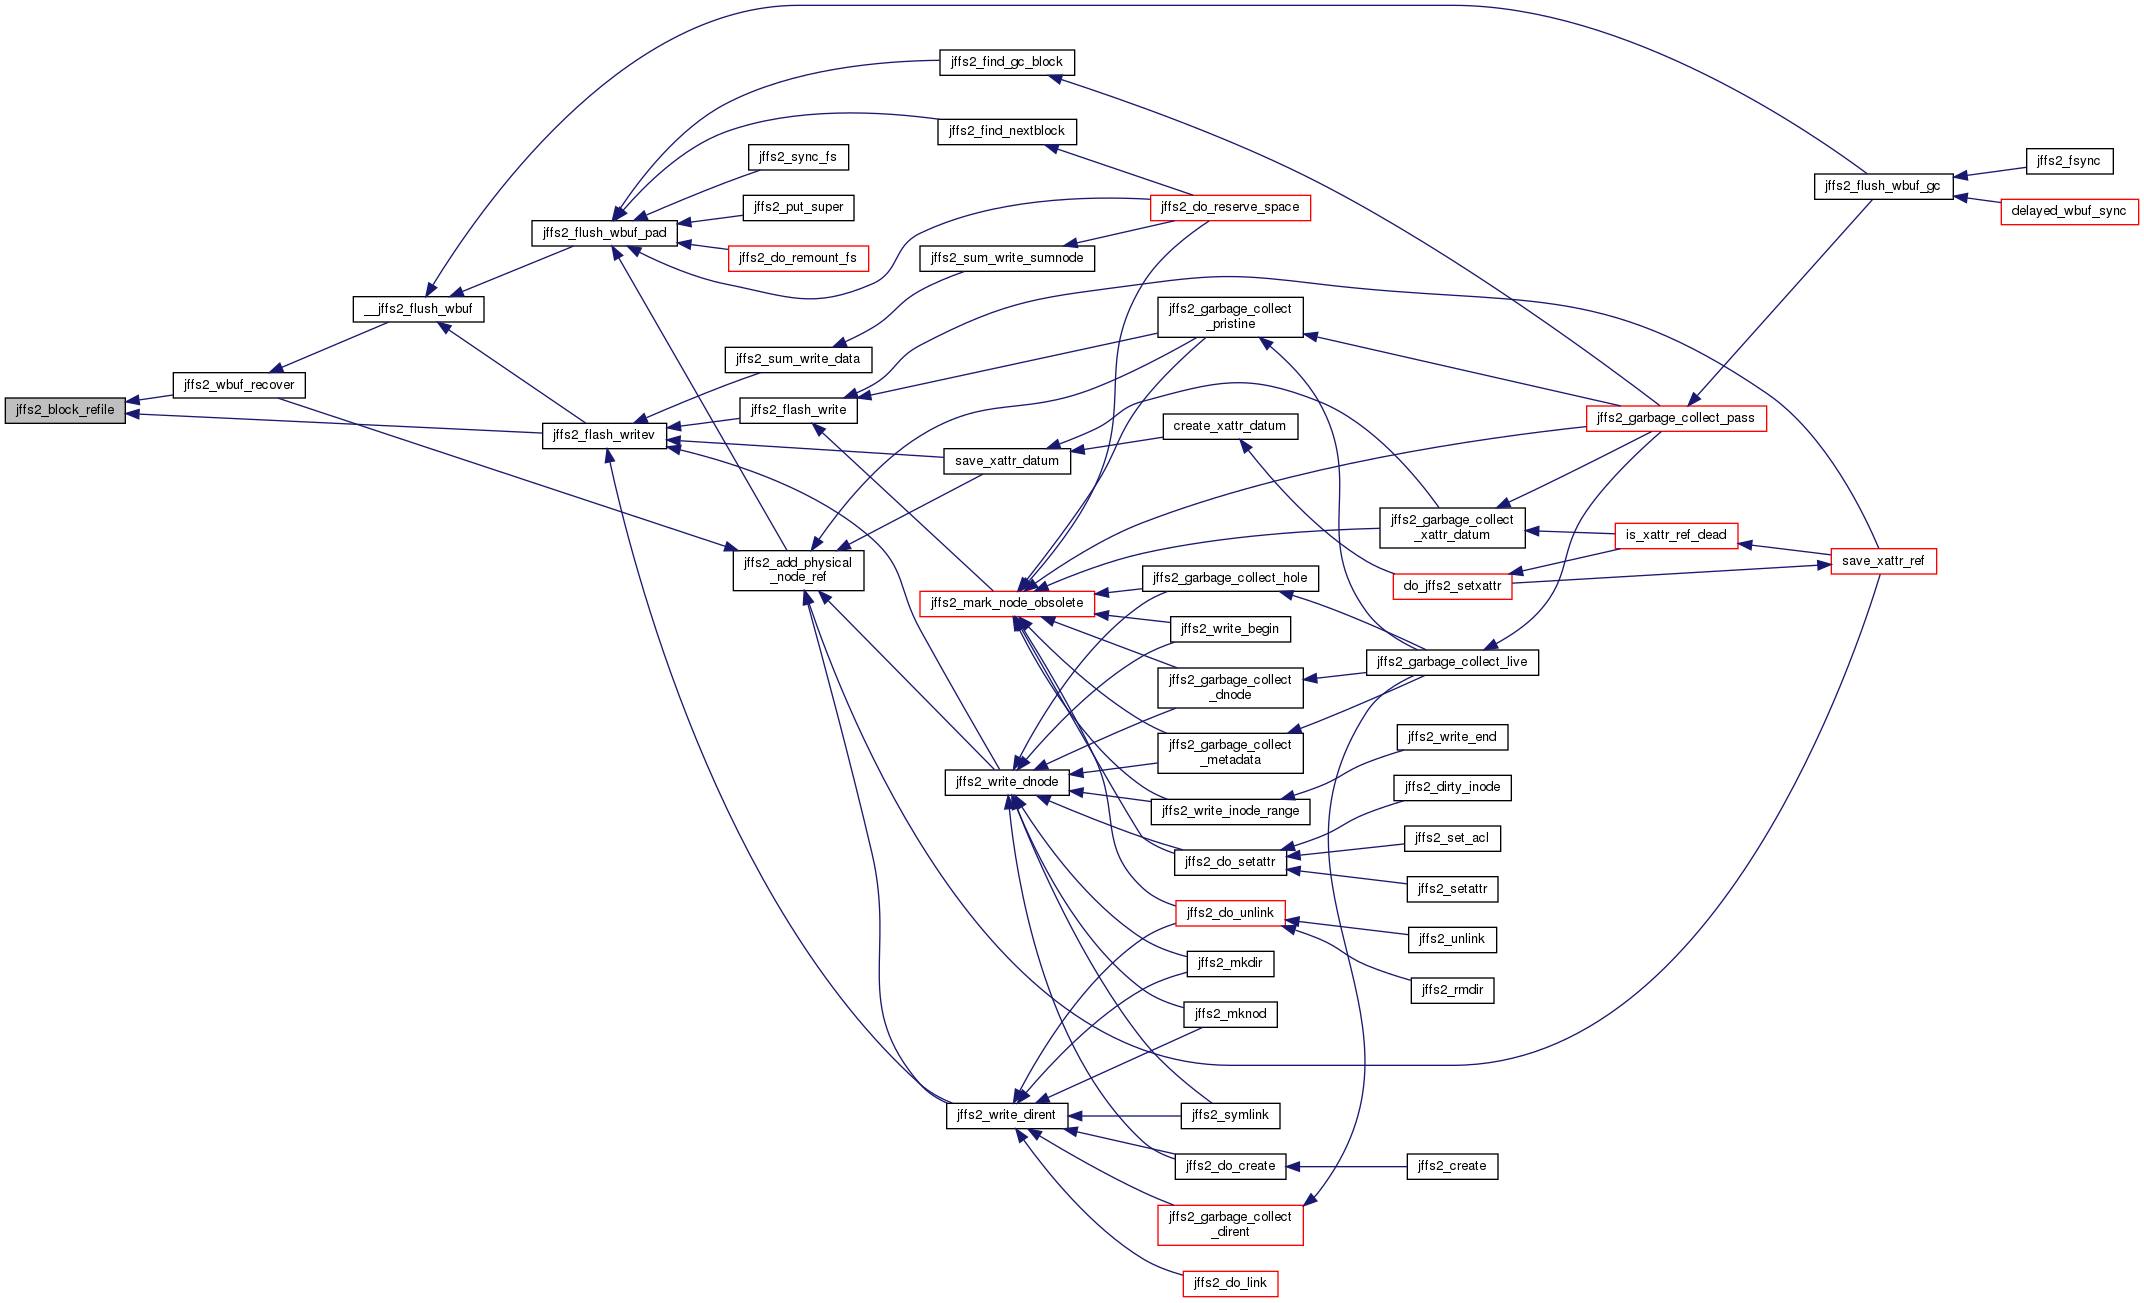 jffs2_block_refile
jffs2_wbuf_recover
__jffs2_flush_wbuf
jffs2_flush_wbuf_pad
jffs2_flash_writev
jffs2_find_gc_block
jffs2_find_nextblock
jffs2_sync_fs
jffs2_put_super
jffs2_do_remount_fs
jffs2_sum_write_data
jffs2_flash_write
jffs2_add_physical
_node_ref
jffs2_sum_write_sumnode
save_xattr_datum
jffs2_mark_node_obsolete
jffs2_write_dnode
jffs2_write_dirent
jffs2_do_reserve_space
jffs2_garbage_collect
_pristine
create_xattr_datum
jffs2_garbage_collect_hole
jffs2_write_begin
jffs2_garbage_collect
_dnode
jffs2_garbage_collect
_metadata
jffs2_write_inode_range
jffs2_do_setattr
jffs2_do_unlink
jffs2_mkdir
jffs2_mknod
jffs2_symlink
jffs2_do_create
jffs2_garbage_collect
_dirent
jffs2_do_link
jffs2_garbage_collect
_xattr_datum
do_jffs2_setxattr
jffs2_garbage_collect_live
jffs2_write_end
jffs2_dirty_inode
jffs2_set_acl
jffs2_setattr
jffs2_unlink
jffs2_rmdir
jffs2_create
jffs2_garbage_collect_pass
is_xattr_ref_dead
jffs2_flush_wbuf_gc
save_xattr_ref
jffs2_fsync
delayed_wbuf_sync